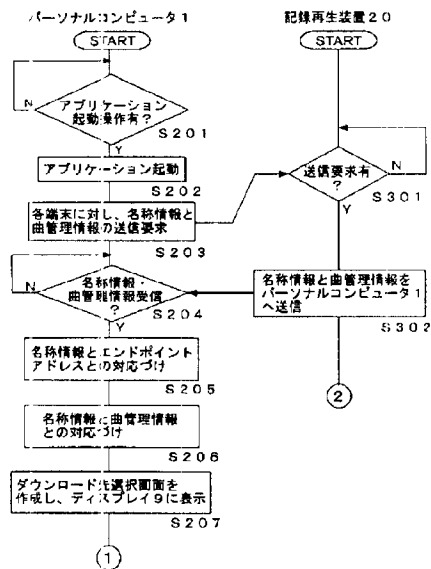 パーソナルコンピュータ1
START
N
アプリケーション
起動操作有?
S201
Y
アプリケーション起動
S202
各端末に対し、名称情報と
曲管理情報の送信要求
S203
N
名称情報・
曲管理情報受信
?
S204
Y
名称情報とエンドポイント
アドレスとの対応づけ
S205
名称情報と曲管理情報
との対応づけ
S206
ダウンロード先選択画面を
作成し、ディスプレイ9に表示
S207
1
記録再生装置20
START
送信要求有
?
N
S301
Y
名称情報と曲管理情報を
パーソナルコンピュータ1
へ送信
S302
2